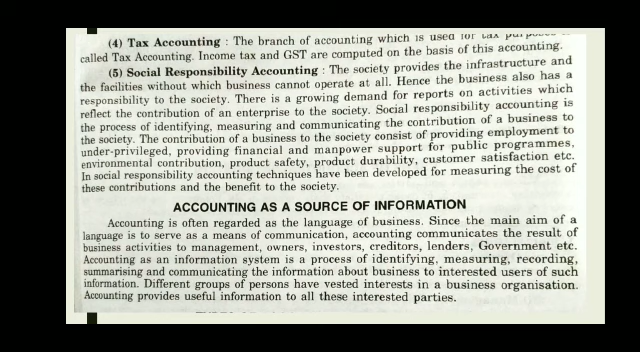 (4) Tax Accounting : The branch of accounting which is used for tax purposes is
called Tax Accounting. Income tax and GST are computed on the basis of this accounting.
(5) Social Responsibility Accounting : The society provides the infrastructure and
the facilities without which business cannot operate at all. Hence the business also has a
responsibility to the society. There is a growing demand for reports on activities which
reflect the contribution of an enterprise to the society. Social responsibility accounting is
the process of identifying, measuring and communicating the contribution of a business to
the society. The contribution of a business to the society consist of providing employment to
under-privileged, providing financial and manpower support for public programmes,
environmental contribution, product safety, product durability, customer satisfaction etc.
In social responsibility accounting techniques have been developed for measuring the cost of
these contributions and the benefit to the society.
ACCOUNTING AS A SOURCE OF INFORMATION
Accounting is often regarded as the language of business. Since the main aim of a
language is to serve as a means of communication, accounting communicates the result of
business activities to management, owners, investors, creditors, lenders, Government etc.
Accounting as an information system is a process of identifying, measuring, recording,
summarising and communicating the information about business to interested users of such
information. Different groups of persons have vested interests in a business organisation.
Accounting provides useful information to all these interested parties.